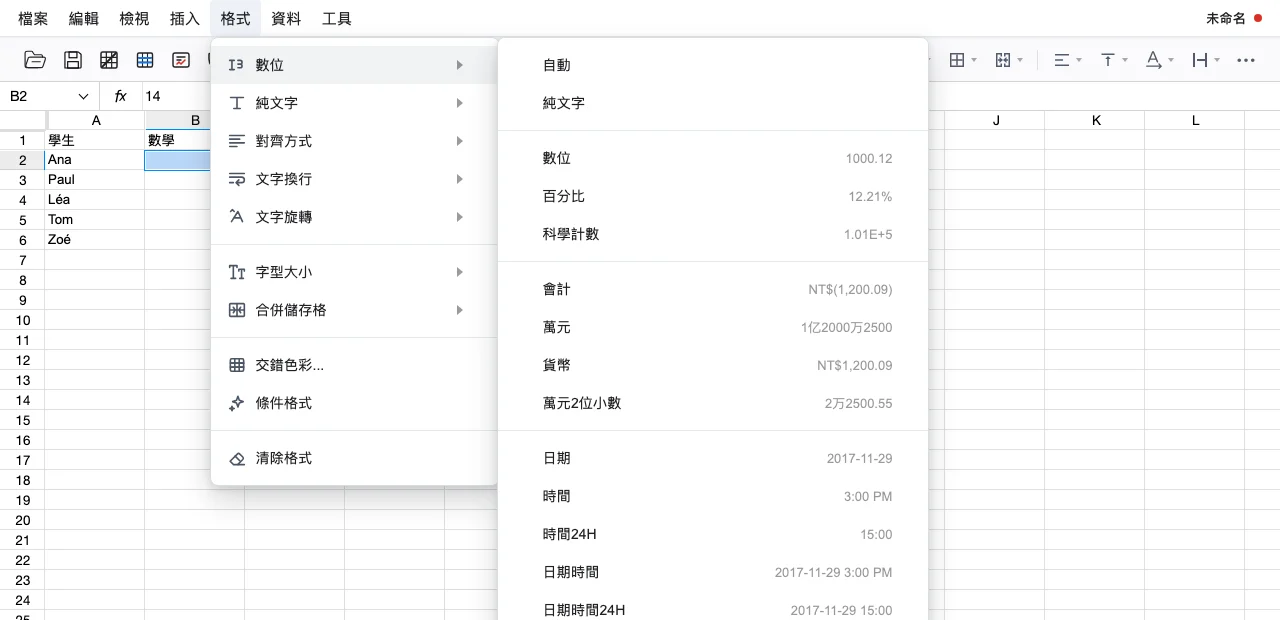 檔案 編輯 檢視 插入 格式 資料 工具 未命名
B2 fx 14
A B J K L
1 學生 數學
2 Ana
3 Paul
4 Léa
5 Tom
6 Zoé
7
8
9
10
11
12
13
14
15
16
17
18
19
20
21
22
23
24
25
數位
純文字
對齊方式
文字換行
文字旋轉
字型大小
合併儲存格
交錯色彩...
條件格式
清除格式
自動
純文字
數位 1000.12
百分比 12.21%
科學計數 1.01E+5
會計 NT$(1,200.09)
萬元 1亿2000万2500
貨幣 NT$1,200.09
萬元2位小數 2万2500.55
日期 2017-11-29
時間 3:00 PM
時間24H 15:00
日期時間 2017-11-29 3:00 PM
日期時間24H 2017-11-29 15:00